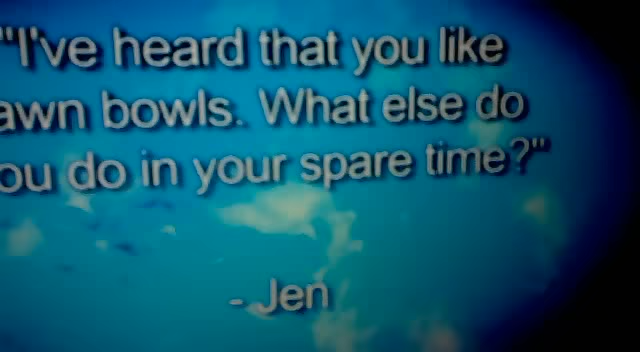 "I've heard that you like
awn bowls. What else do
ou do in your spare time?"
- Jen